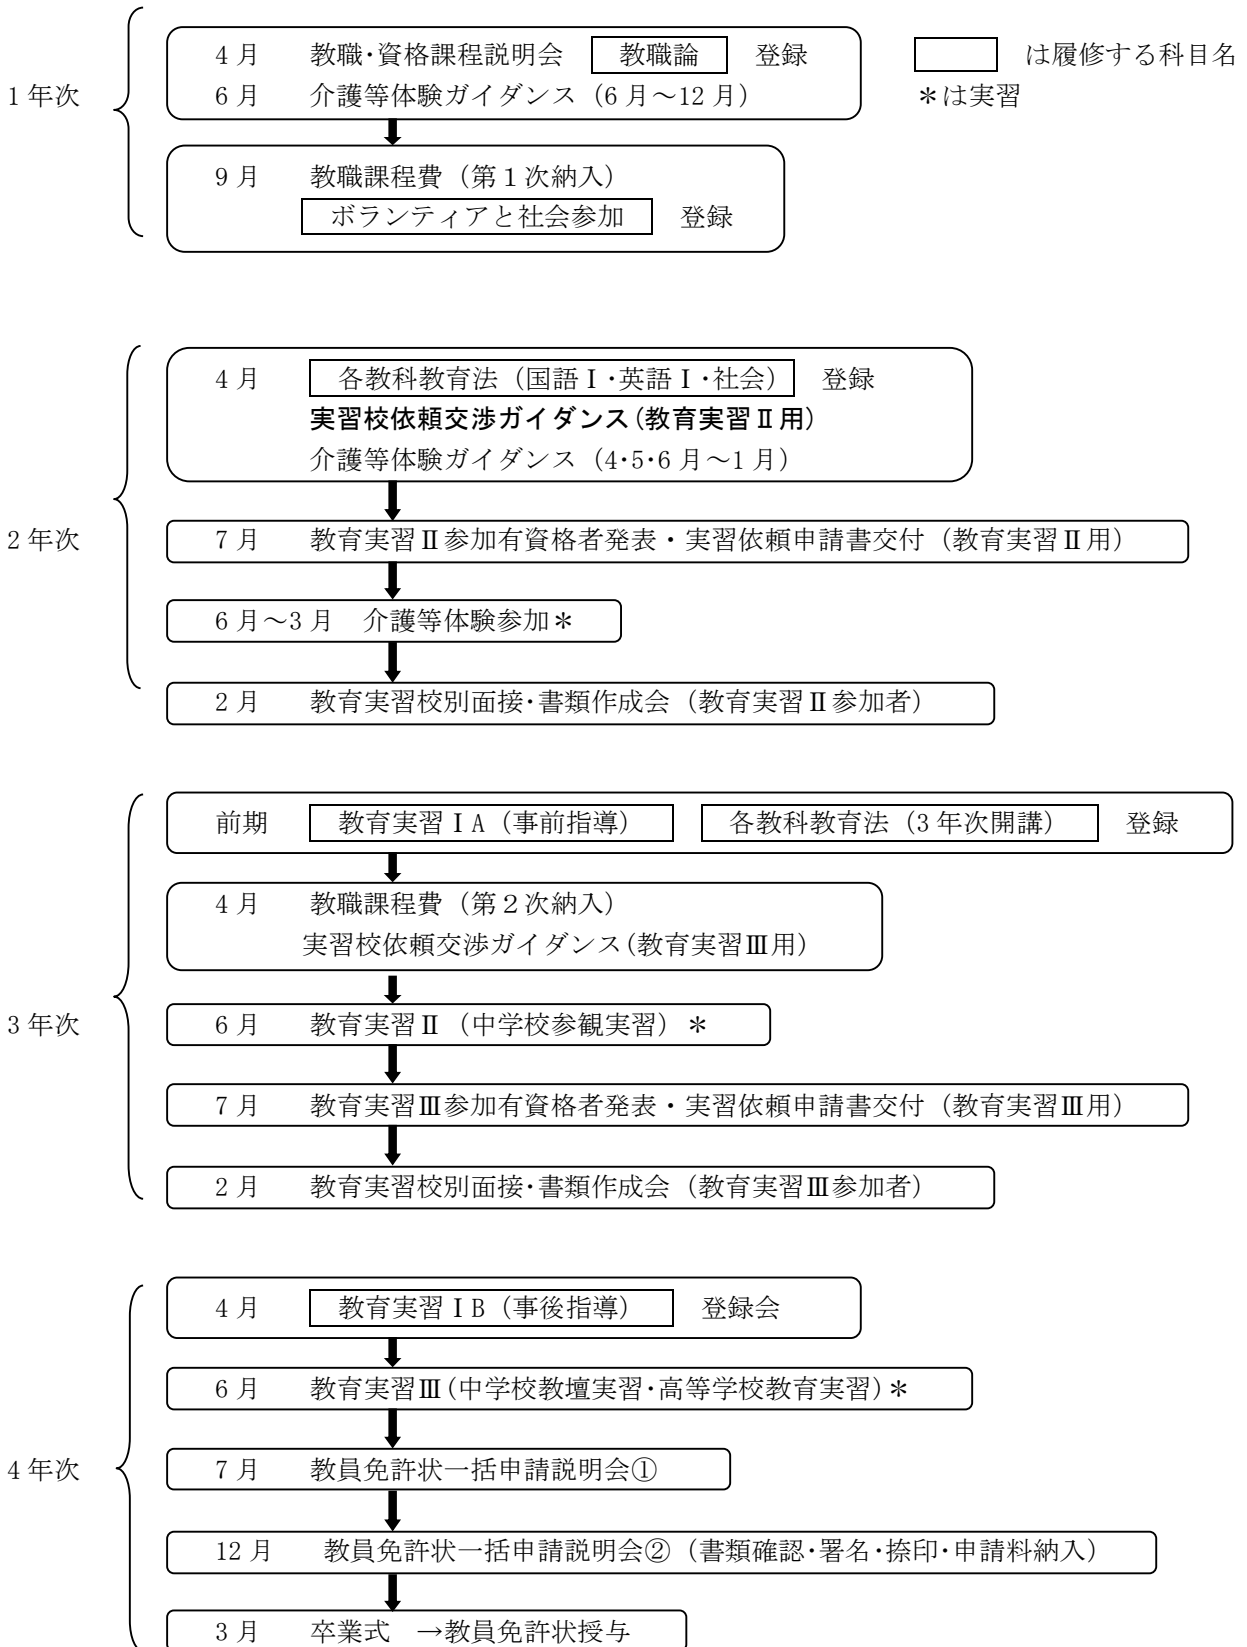 1 年次
4 月　教職･資格課程説明会　教職論　登録
6 月　介護等体験ガイダンス（6 月～12 月）
は履修する科目名
＊は実習
9 月　教職課程費（第１次納入）
ボランティアと社会参加　登録
2 年次
4 月　各教科教育法（国語Ⅰ･英語Ⅰ･社会）　登録
実習校依頼交渉ガイダンス(教育実習Ⅱ用)
介護等体験ガイダンス（4･5･6 月～1 月）
7 月　教育実習Ⅱ参加有資格者発表・実習依頼申請書交付（教育実習Ⅱ用）
6 月～3 月　介護等体験参加＊
2 月　教育実習校別面接･書類作成会（教育実習Ⅱ参加者）
3 年次
前期　教育実習ⅠA（事前指導）　各教科教育法（3 年次開講）　登録
4 月　教職課程費（第２次納入）
実習校依頼交渉ガイダンス(教育実習Ⅲ用)
6 月　教育実習Ⅱ（中学校参観実習）＊
7 月　教育実習Ⅲ参加有資格者発表・実習依頼申請書交付（教育実習Ⅲ用）
2 月　教育実習校別面接･書類作成会（教育実習Ⅲ参加者）
4 年次
4 月　教育実習ⅠB（事後指導）　登録会
6 月　教育実習Ⅲ(中学校教壇実習･高等学校教育実習)＊
7 月　教員免許状一括申請説明会①
12 月　教員免許状一括申請説明会②（書類確認･署名･捺印･申請料納入）
3 月　卒業式　→教員免許状授与